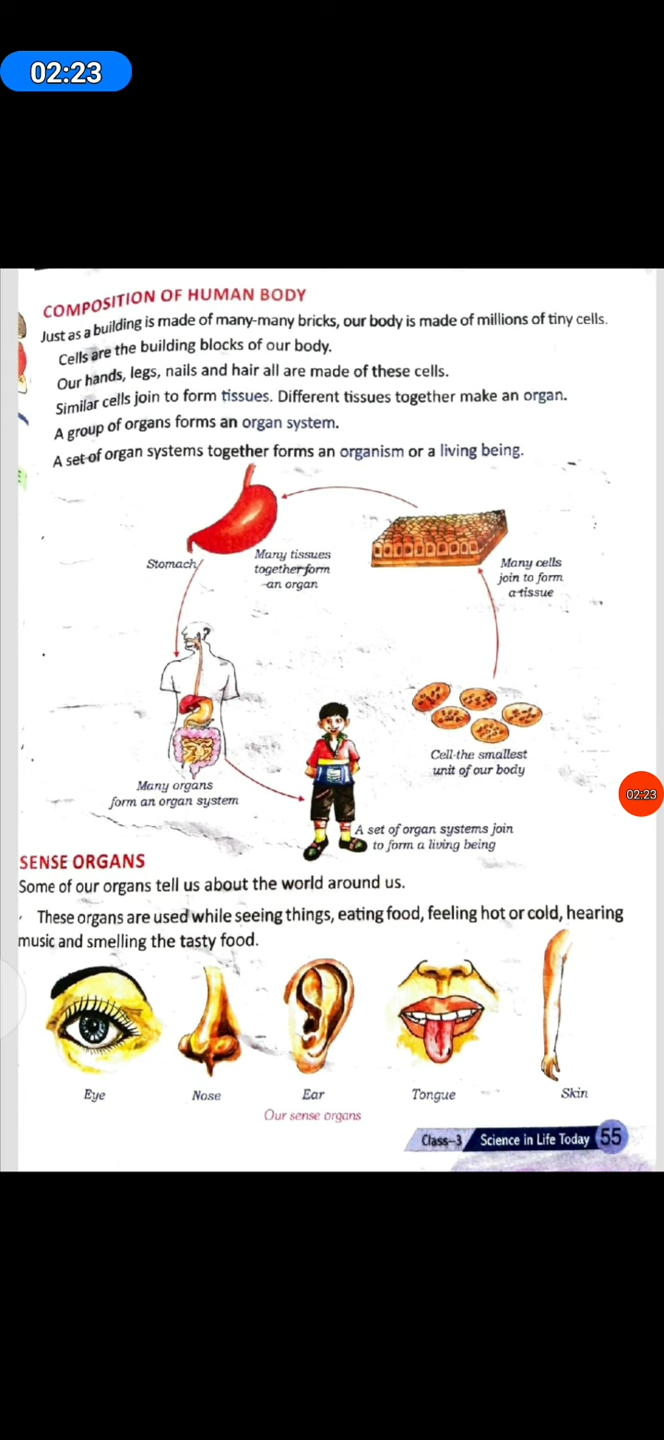 02:23
COMPOSITION OF HUMAN BODY
Just as a building is made of many-many bricks, our body is made of millions of tiny cells.
Cells are the building blocks of our body.
Our hands, legs, nails and hair all are made of these cells.
Similar cells join to form tissues. Different tissues together make an organ.
A group of organs forms an organ system.
A set of organ systems together forms an organism or a living being.
Stomach
Many tissues
together form
an organ
Many cells
join to form
a tissue
Cell-the smallest
unit of our body
02:23
Many organs
form an organ system
A set of organ systems join
to form a living being
SENSE ORGANS
Some of our organs tell us about the world around us.
These organs are used while seeing things, eating food, feeling hot or cold, hearing
music and smelling the tasty food.
Eye
Nose
Ear
Tongue
Skin
Our sense organs
Class-3
Science in Life Today
55